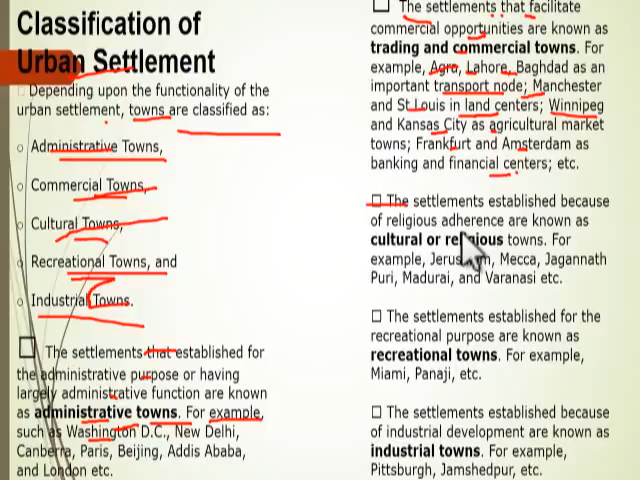 Classification of
Urban Settlement
Depending upon the functionality of the
urban settlement, towns are classified as:
Administrative Towns,
Commercial Towns,
Cultural Towns,
Recreational Towns, and
Industrial Towns.
The settlements that established for
the administrative purpose or having
largely administrative function are known
as administrative towns. For example,
such as Washington D.C., New Delhi,
Canberra, Paris, Beijing, Addis Ababa,
and London etc.
The settlements that facilitate
commercial opportunities are known as
trading and commercial towns. For
example, Agra, Lahore, Baghdad as an
important transport node; Manchester
and St Louis in land centers; Winnipeg
and Kansas City as agricultural market
towns; Frankfurt and Amsterdam as
banking and financial centers; etc.
The settlements established because
of religious adherence are known as
cultural or religious towns. For
example, Jerusalem, Mecca, Jagannath
Puri, Madurai, and Varanasi etc.
The settlements established for the
recreational purpose are known as
recreational towns. For example,
Miami, Panaji, etc.
The settlements established because
of industrial development are known as
industrial towns. For example,
Pittsburgh, Jamshedpur, etc.